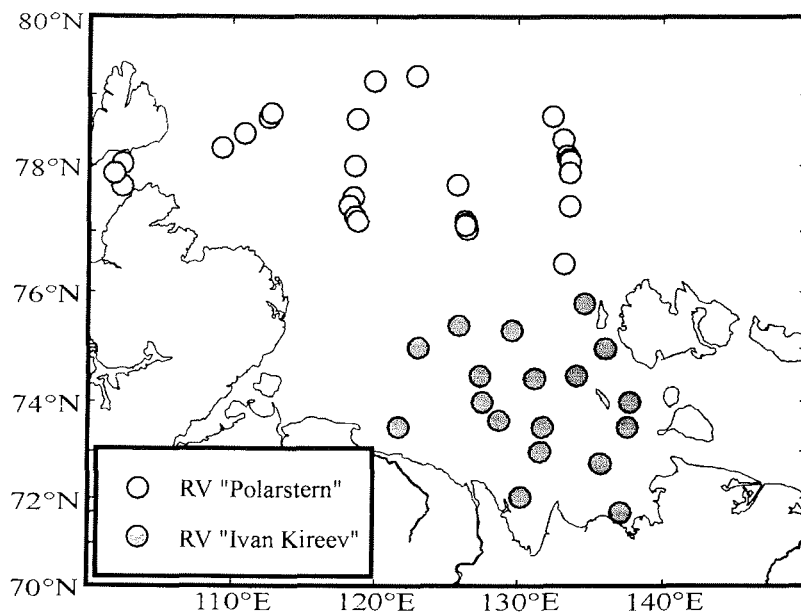 80°N
78°N
76°N
74°N
72°N
70°N
RV "Polarstern"
RV "Ivan Kireev"
110°E
120°E
130°E
140°E